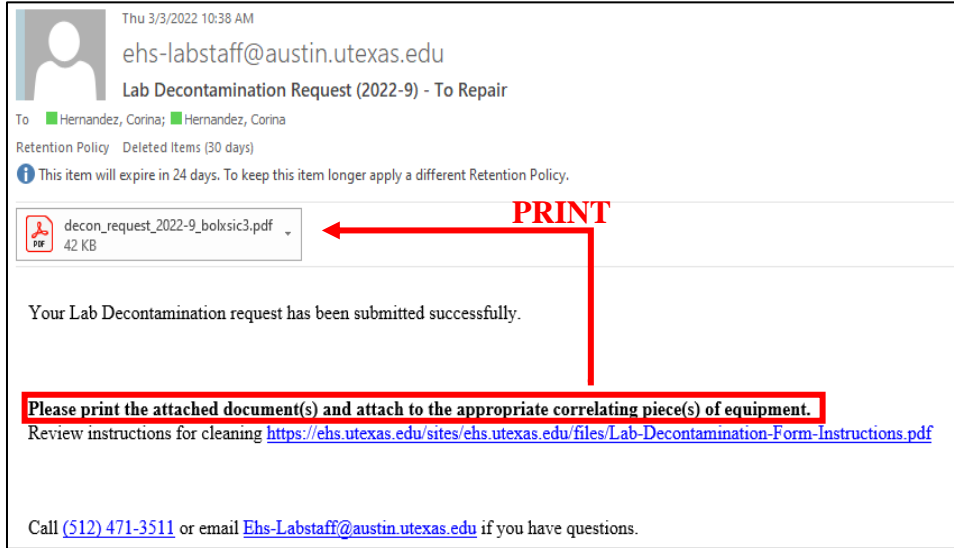 Thu 3/3/2022 10:38 AM
ehs-labstaff@austin.utexas.edu
Lab Decontamination Request (2022-9) - To Repair
To Hernandez, Corina; Hernandez, Corina
Retention Policy Deleted Items (30 days)
This item will expire in 24 days. To keep this item longer apply a different Retention Policy.
PRINT
PDF
decon_request_2022-9_bolxsic3.pdf
42 KB
Your Lab Decontamination request has been submitted successfully.
Please print the attached document(s) and attach to the appropriate correlating piece(s) of equipment.
Review instructions for cleaning https://ehs.utexas.edu/sites/ehs.utexas.edu/files/Lab-Decontamination-Form-Instructions.pdf
Call (512) 471-3511 or email Ehs-Labstaff@austin.utexas.edu if you have questions.